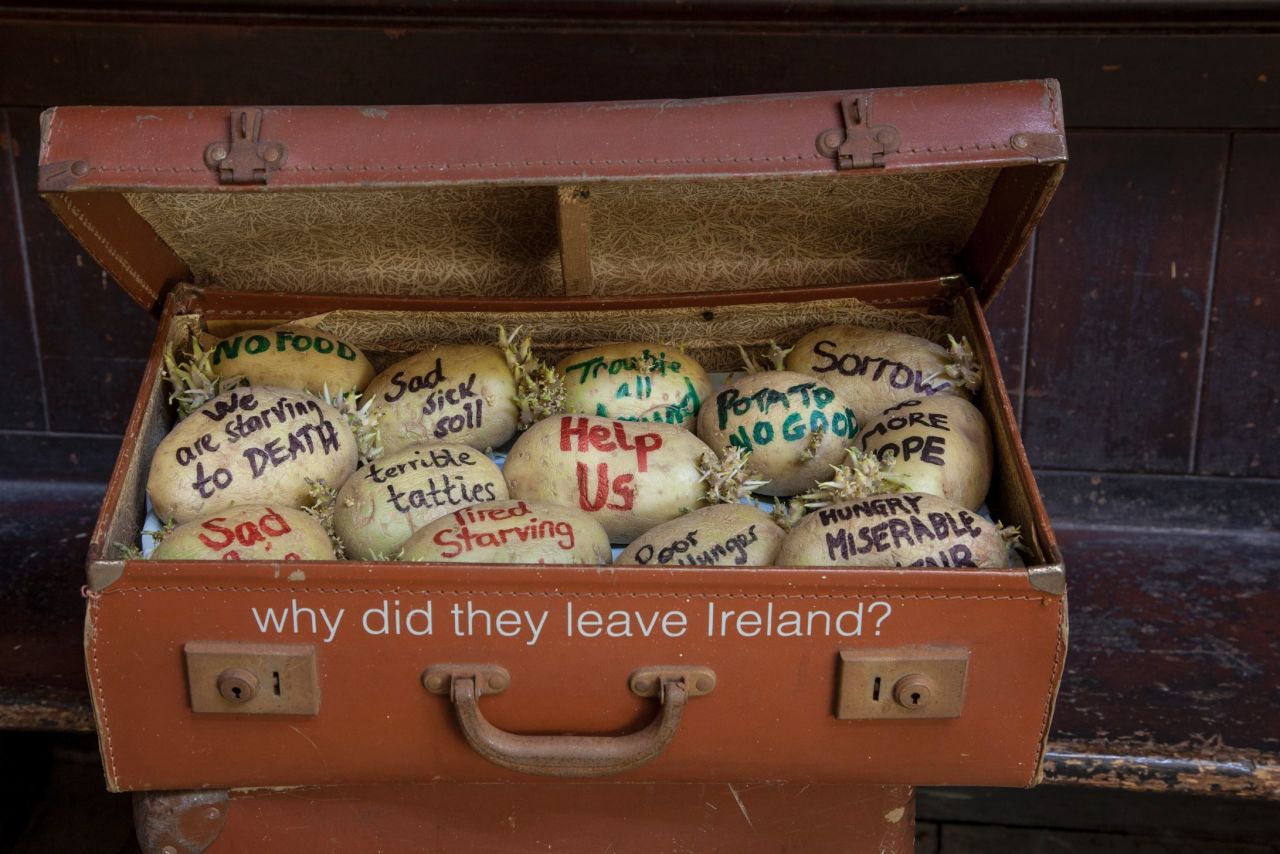 NO FOOD
Sad
sick
soil
Trouble
all
Sorrow
We
are starving
to DEATH
POTATO
NO GOOD
MORE
Help
Us
terrible
tatties
Sad
Tired
Starving
Poor
Hunger
HUNGRY
MISERABLE
why did they leave Ireland?